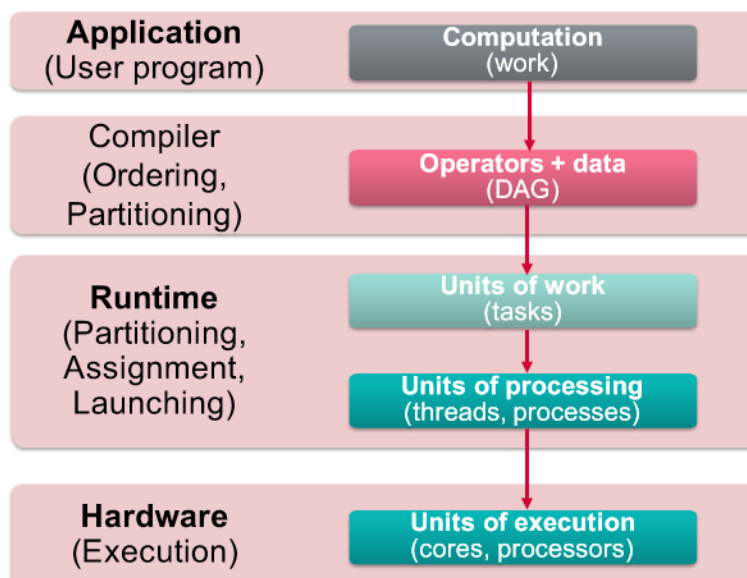 Application
(User program)
Computation
(work)
Compiler
(Ordering,
Partitioning)
Operators + data
(DAG)
Runtime
(Partitioning,
Assignment,
Launching)
Units of work
(tasks)
Units of processing
(threads, processes)
Hardware
(Execution)
Units of execution
(cores, processors)